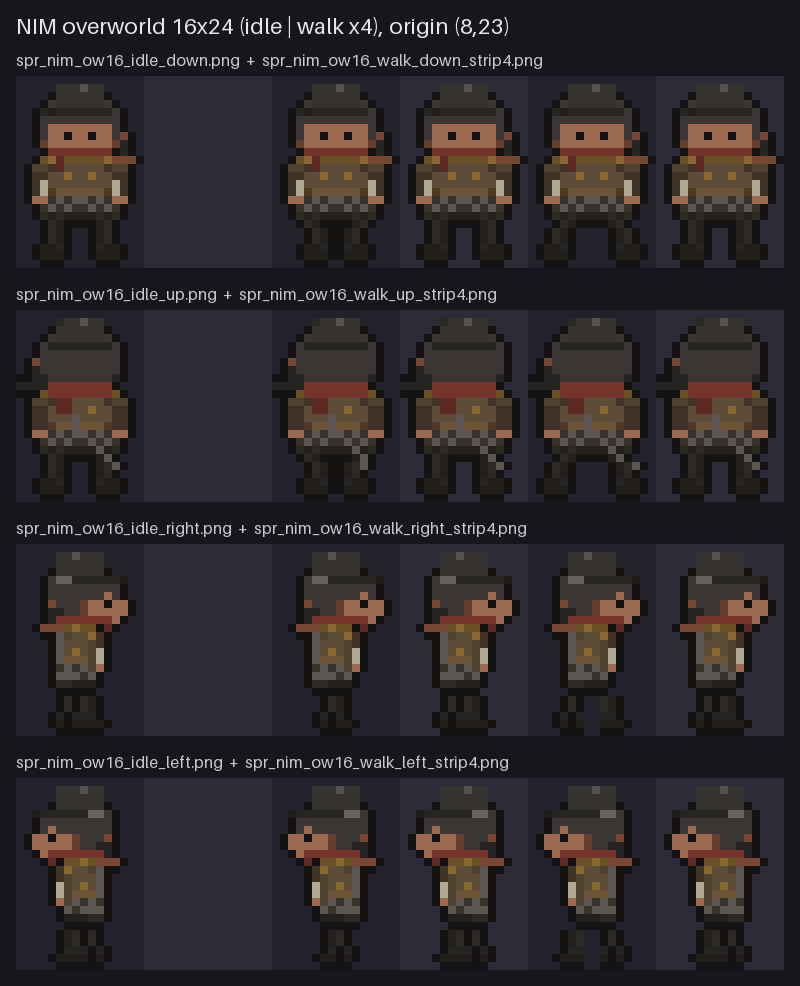 NIM overworld 16x24 (idle | walk x4), origin (8,23)
spr_nim_ow16_idle_down.png + spr_nim_ow16_walk_down_strip4.png
spr_nim_ow16_idle_up.png + spr_nim_ow16_walk_up_strip4.png
spr_nim_ow16_idle_right.png + spr_nim_ow16_walk_right_strip4.png
spr_nim_ow16_idle_left.png + spr_nim_ow16_walk_left_strip4.png